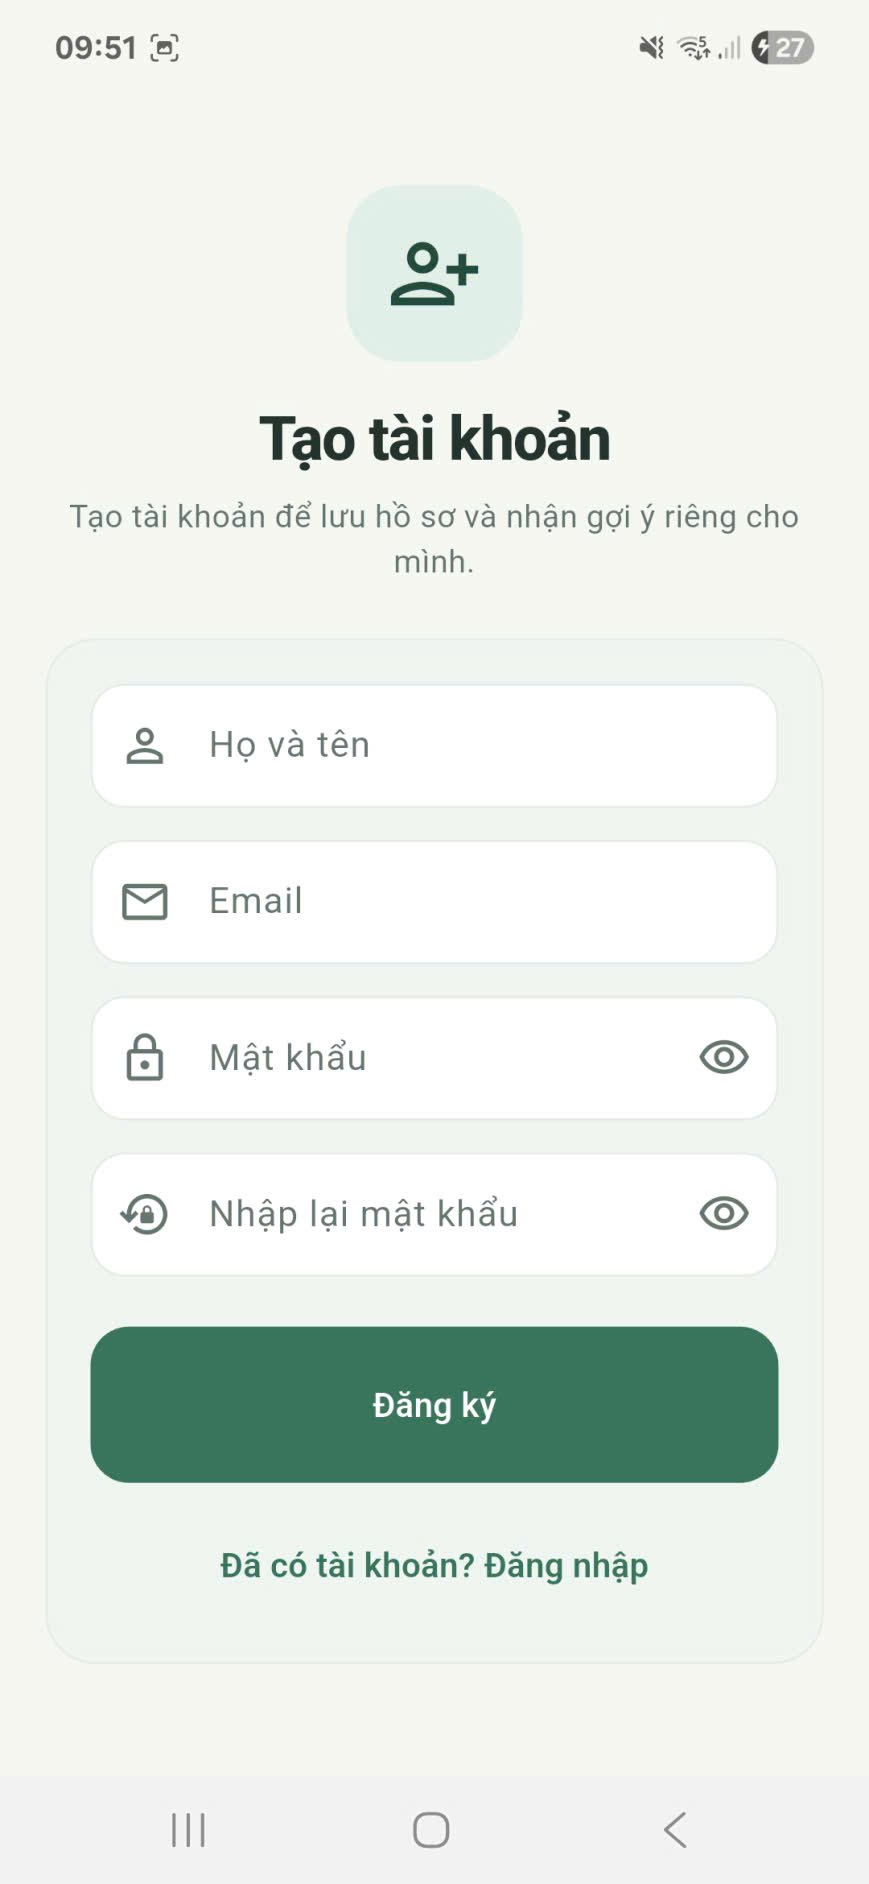 09:51
5
27
Tạo tài khoản
Tạo tài khoản để lưu hồ sơ và nhận gợi ý riêng cho
mình.
Họ và tên
Email
Mật khẩu
Nhập lại mật khẩu
Đăng ký
Đã có tài khoản? Đăng nhập